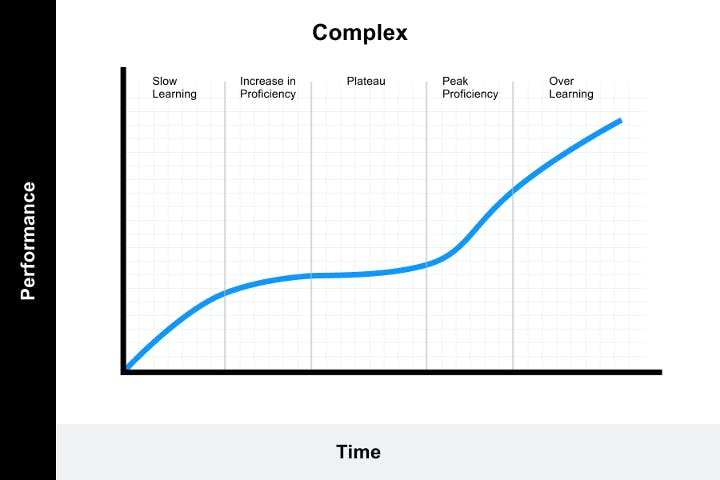 Complex
Slow
Learning
Increase in
Proficiency
Plateau
Peak
Proficiency
Over
Learning
Performance
Time